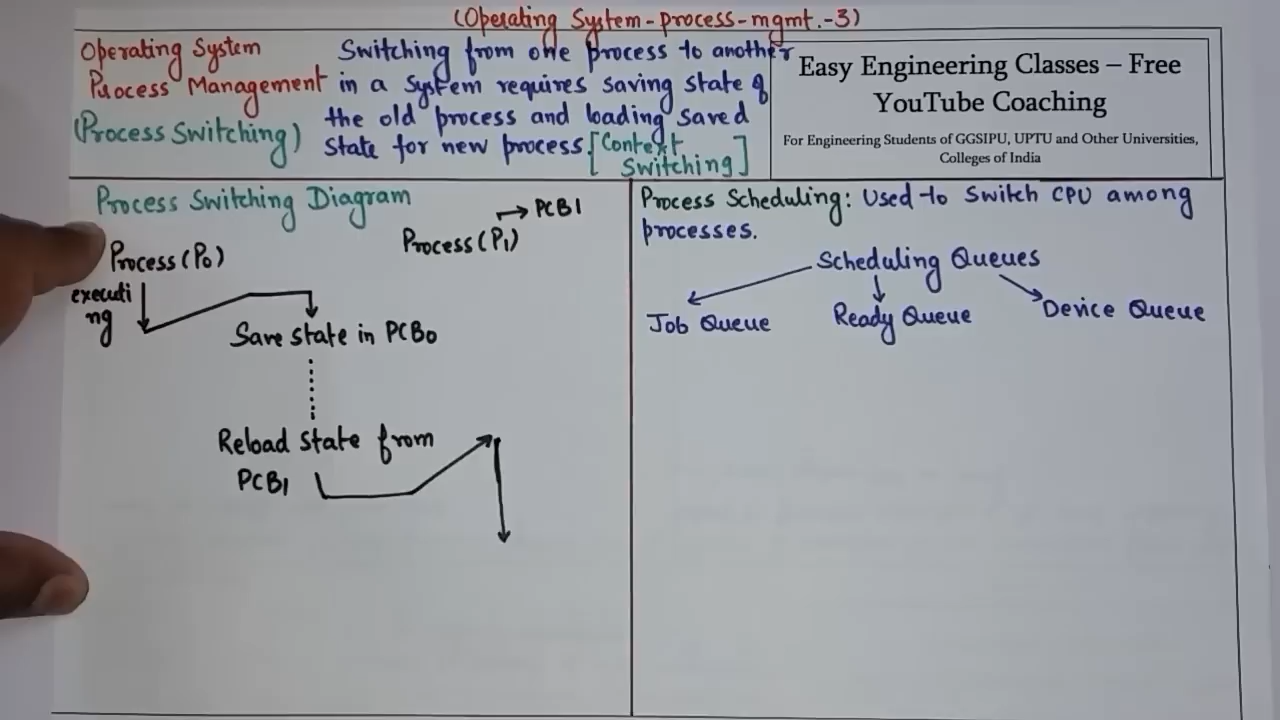 (Operating System-process-mgmt.-3)
Operating System
Process Management
(Process Switching)
Switching from one process to another
in a system requires saving state of
the old process and loading saved
state for new process. [Context
Switching]
Easy Engineering Classes – Free
YouTube Coaching
For Engineering Students of GGSIPU, UPTU and Other Universities,
Colleges of India
Process Switching Diagram
PCB1
Process (P1)
Process (P0)
executi
ng
Save state in PCB0
Reload state from
PCB1
Process Scheduling: Used to Switch CPU among
processes.
Scheduling Queues
Job Queue
Ready Queue
Device Queue